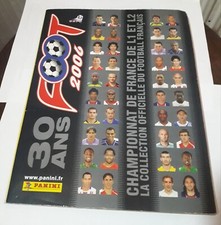 FOOT
2006
30 ANS
www.panini.fr
PANINI
CHAMPIONNAT DE FRANCE DE L1 ET L2
LA COLLECTION OFFICIELLE DU FOOTBALL FRANÇAIS